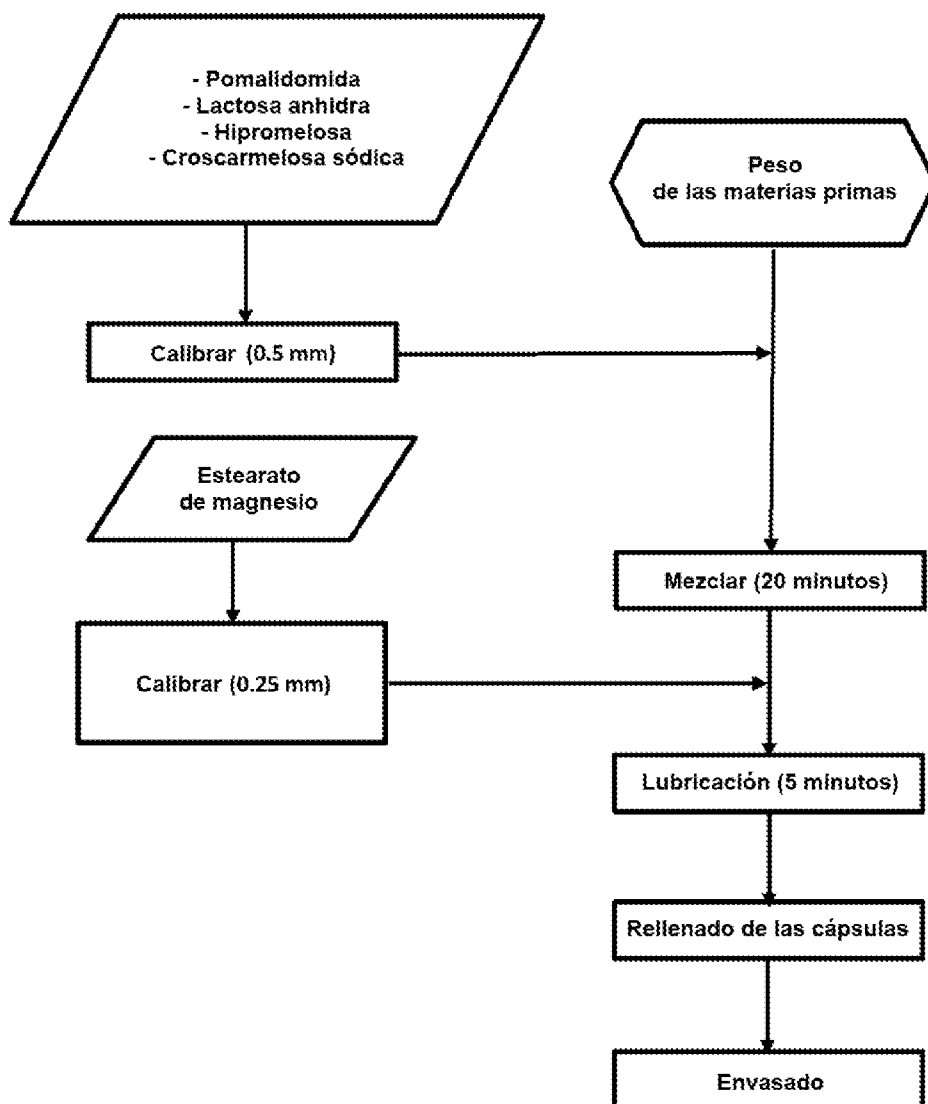 - Pomalidomida
- Lactosa anhidra
- Hipromelosa
- Croscarmelosa sódica
Peso
de las materias primas
Calibrar (0.5 mm)
Estearato
de magnesio
Mezclar (20 minutos)
Calibrar (0.25 mm)
Lubricación (5 minutos)
Rellenado de las cápsulas
Envasado